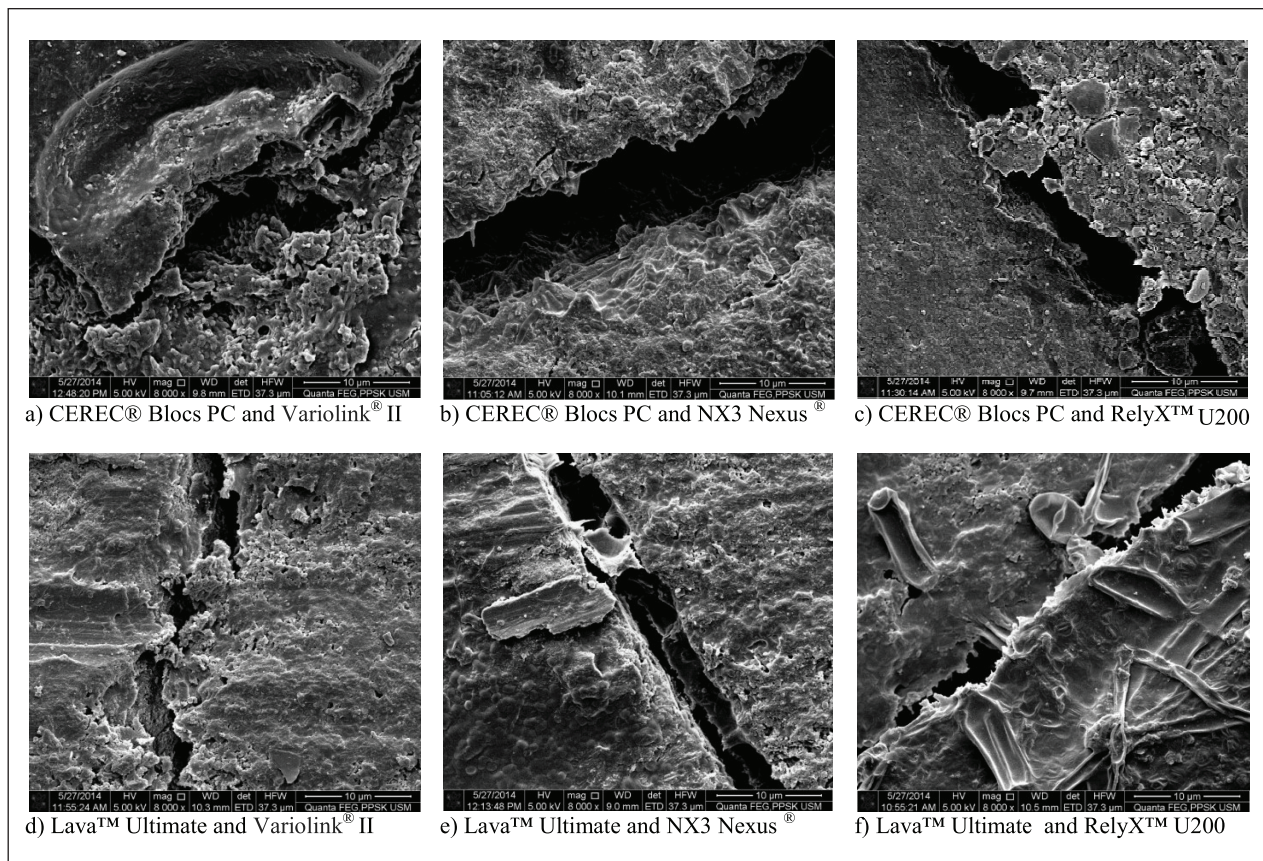 5/27/2014 HV mag WD det HFW 10 µm
12:48:20 PM 5.00 kV 8 000 x 9.8 mm ETD 37.3 µm Quanta FEG,PPSK USM
a) CEREC® Blocs PC and Variolink® II
5/27/2014 HV mag WD det HFW 10 µm
11:05:12 AM 5.00 kV 8 000 x 10.1 mm ETD 37.3 µm Quanta FEG,PPSK USM
b) CEREC® Blocs PC and NX3 Nexus ®
5/27/2014 HV mag WD det HFW 10 µm
11:30:14 AM 5.00 kV 8 000 x 9.7 mm ETD 37.3 µm Quanta FEG,PPSK USM
c) CEREC® Blocs PC and RelyX™ U200
5/27/2014 HV mag WD det HFW 10 µm
11:55:24 AM 5.00 kV 8 000 x 10.3 mm ETD 37.3 µm Quanta FEG,PPSK USM
d) Lava™ Ultimate and Variolink® II
5/27/2014 HV mag WD det HFW 10 µm
12:13:48 PM 5.00 kV 8 000 x 9.0 mm ETD 37.3 µm Quanta FEG,PPSK USM
e) Lava™ Ultimate and NX3 Nexus ®
5/27/2014 HV mag WD det HFW 10 µm
10:55:21 AM 5.00 kV 8 000 x 10.5 mm ETD 37.3 µm Quanta FEG,PPSK USM
f) Lava™ Ultimate and RelyX™ U200